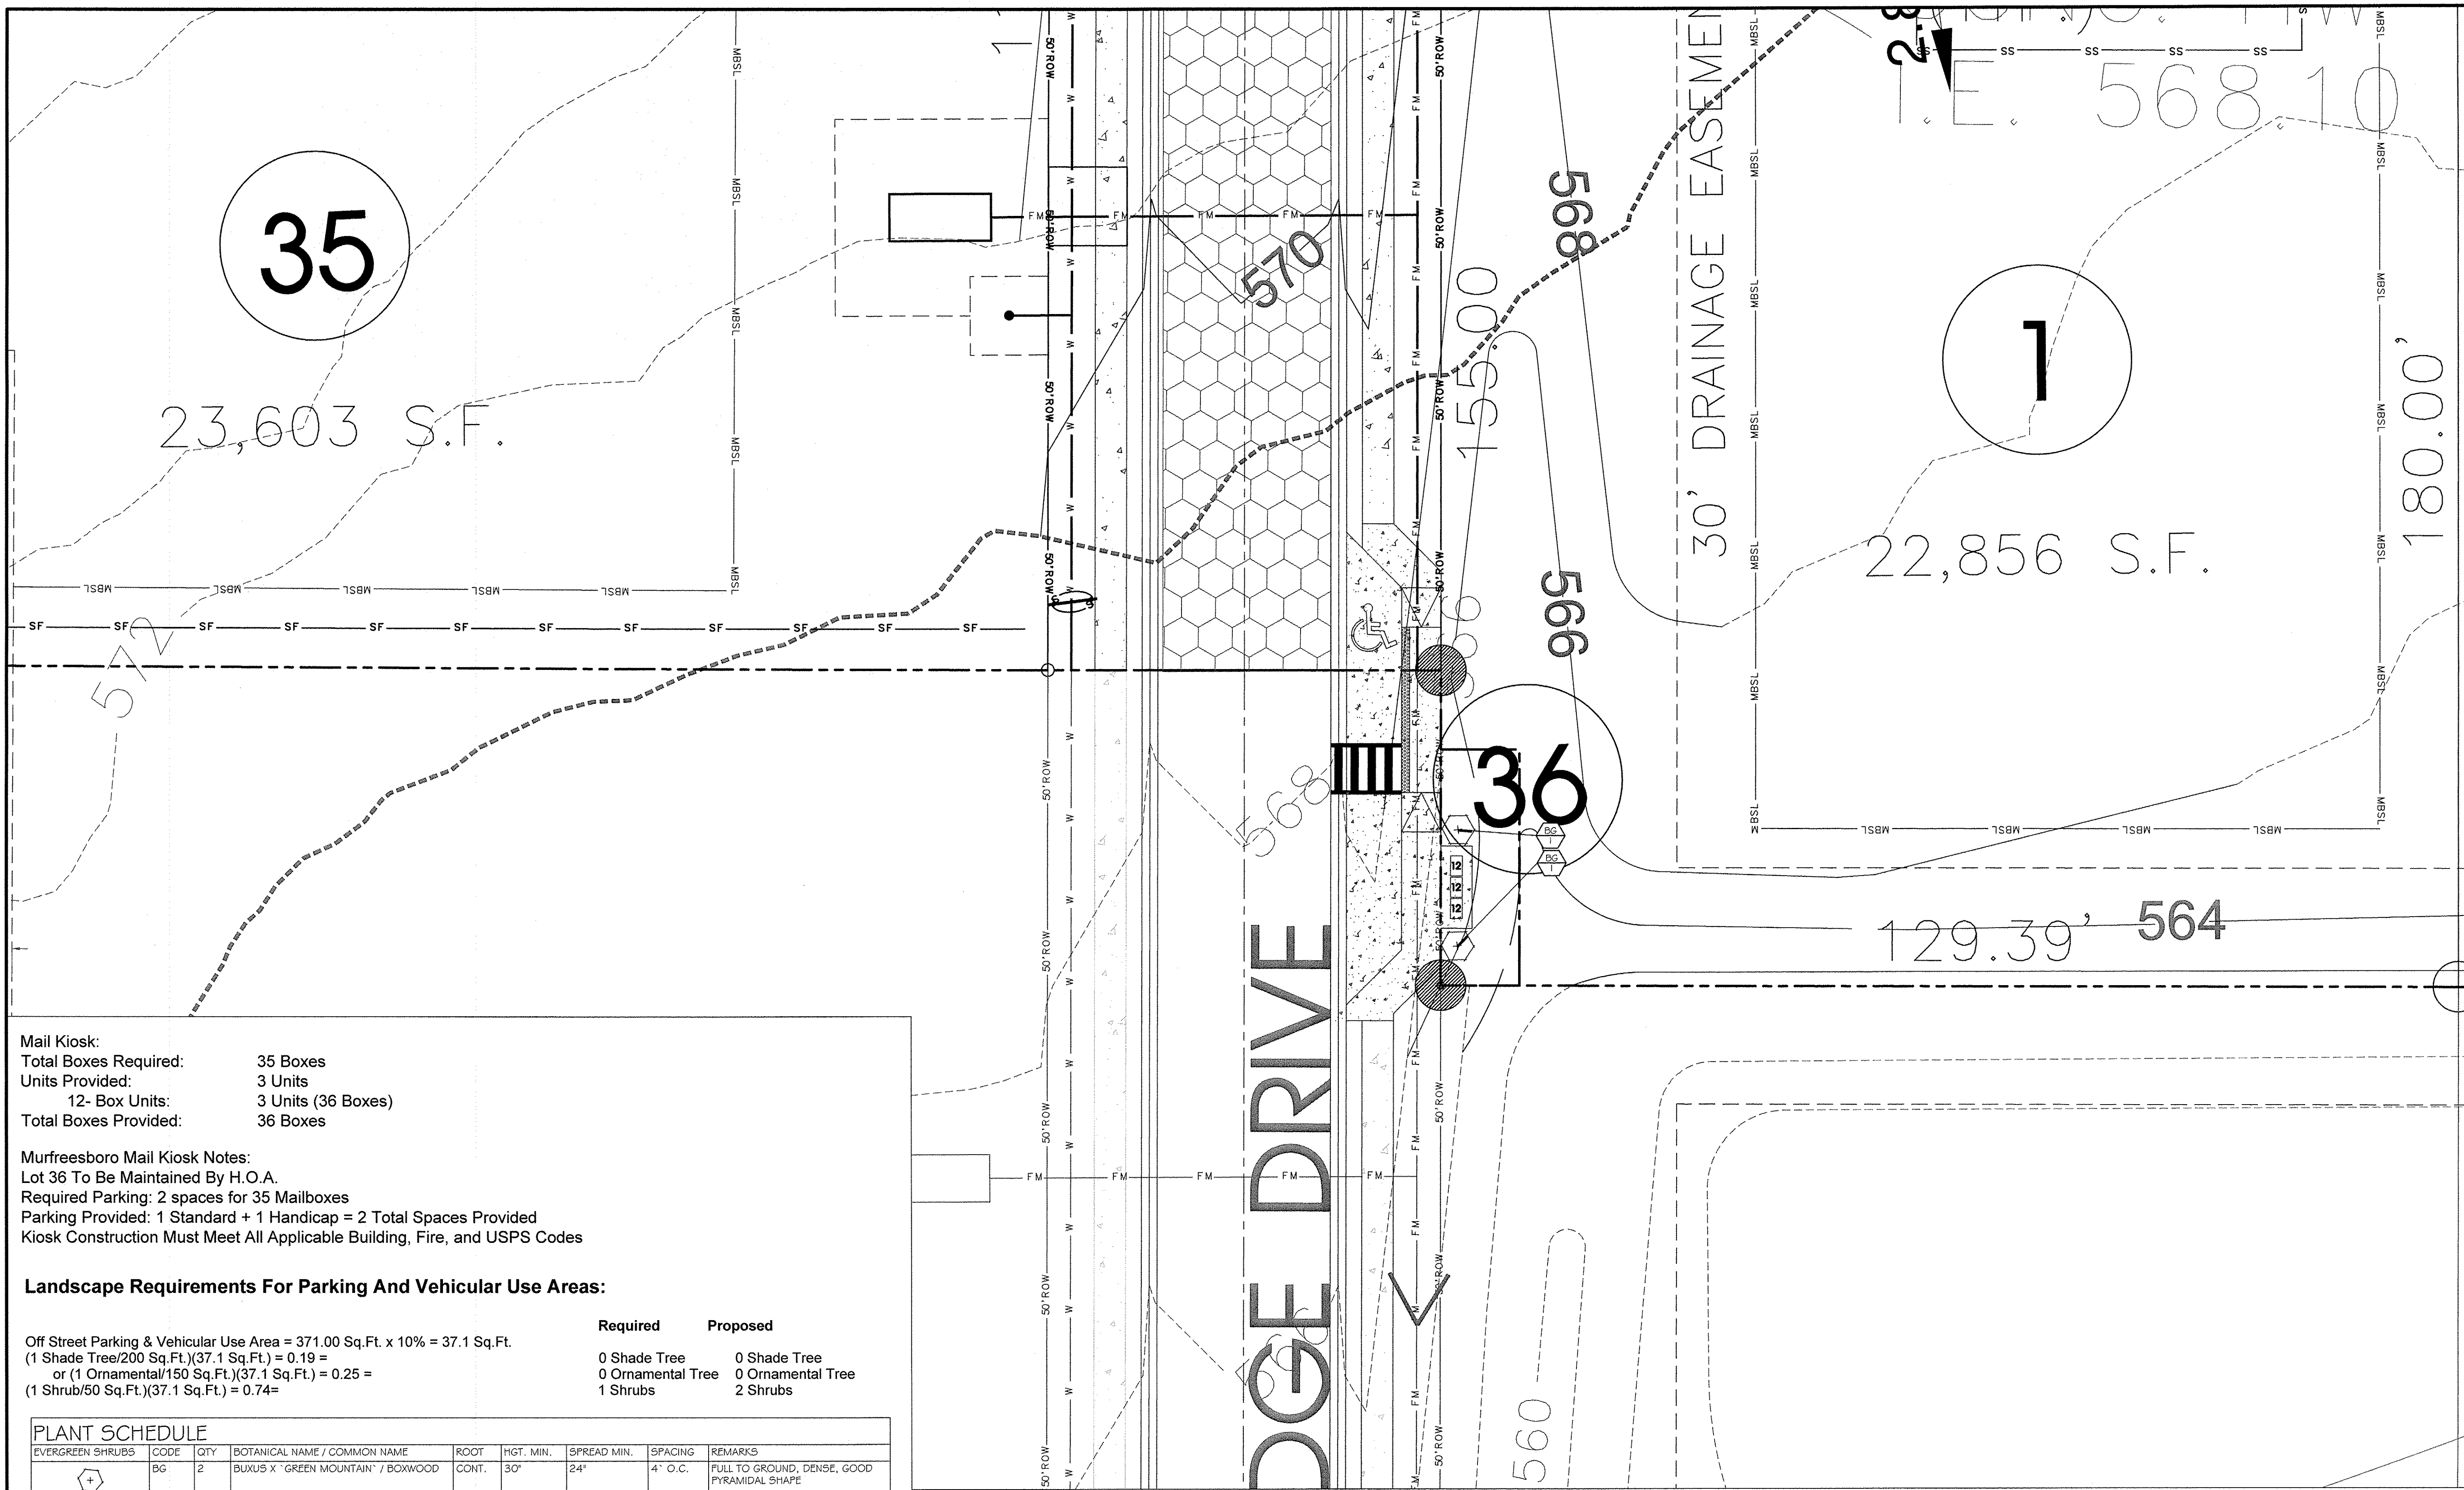 35
23,603 S.F.
572
570
568
155.00
566
30' DRAINAGE EASEMEN
I.E. 568.10
1
22,856 S.F.
180.00'
36
BG
1
BG
1
12
12
12
568
129.39' 564
DGE DRIVE
566
560
MBSL
SF
50'ROW
W
FM
SS
Mail Kiosk:
Total Boxes Required: 35 Boxes
Units Provided: 3 Units
12- Box Units: 3 Units (36 Boxes)
Total Boxes Provided: 36 Boxes
Murfreesboro Mail Kiosk Notes:
Lot 36 To Be Maintained By H.O.A.
Required Parking: 2 spaces for 35 Mailboxes
Parking Provided: 1 Standard + 1 Handicap = 2 Total Spaces Provided
Kiosk Construction Must Meet All Applicable Building, Fire, and USPS Codes
Landscape Requirements For Parking And Vehicular Use Areas:
Required Proposed
Off Street Parking & Vehicular Use Area = 371.00 Sq.Ft. x 10% = 37.1 Sq.Ft.
(1 Shade Tree/200 Sq.Ft.)(37.1 Sq.Ft.) = 0.19 = 0 Shade Tree 0 Shade Tree
or (1 Ornamental/150 Sq.Ft.)(37.1 Sq.Ft.) = 0.25 = 0 Ornamental Tree 0 Ornamental Tree
(1 Shrub/50 Sq.Ft.)(37.1 Sq.Ft.) = 0.74= 1 Shrubs 2 Shrubs
PLANT SCHEDULE
EVERGREEN SHRUBS CODE QTY BOTANICAL NAME / COMMON NAME ROOT HGT. MIN. SPREAD MIN. SPACING REMARKS
BG 2 BUXUS X `GREEN MOUNTAIN` / BOXWOOD CONT. 30" 24" 4` O.C. FULL TO GROUND, DENSE, GOOD
PYRAMIDAL SHAPE